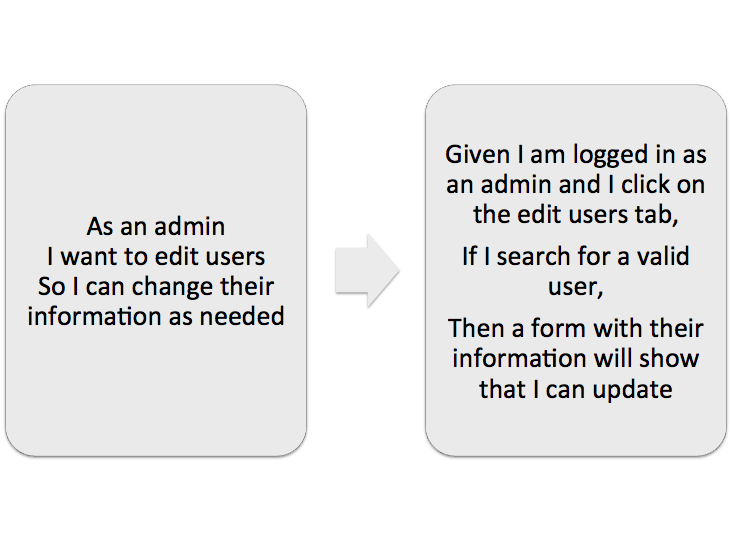 As an admin
I want to edit users
So I can change their
information as needed
Given I am logged in as
an admin and I click on
the edit users tab,
If I search for a valid
user,
Then a form with their
information will show
that I can update